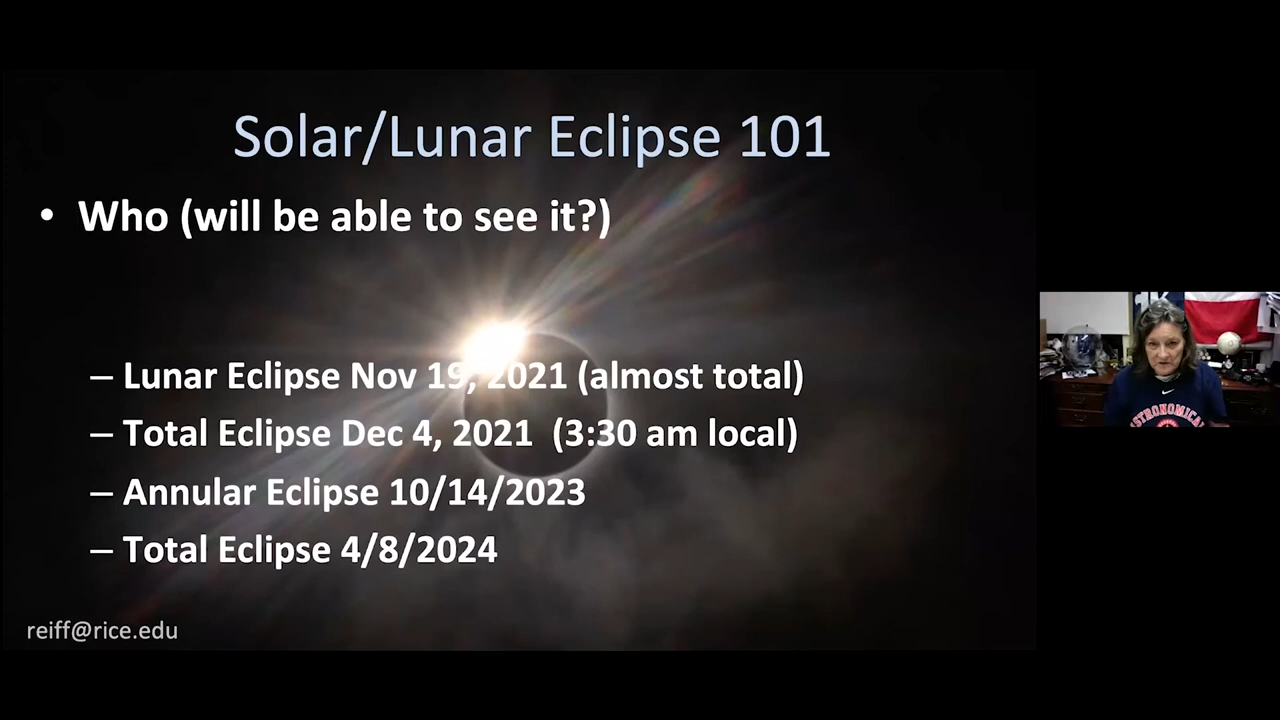 Solar/Lunar Eclipse 101
• Who (will be able to see it?)
– Lunar Eclipse Nov 19, 2021 (almost total)
– Total Eclipse Dec 4, 2021 (3:30 am local)
– Annular Eclipse 10/14/2023
– Total Eclipse 4/8/2024
reiff@rice.edu